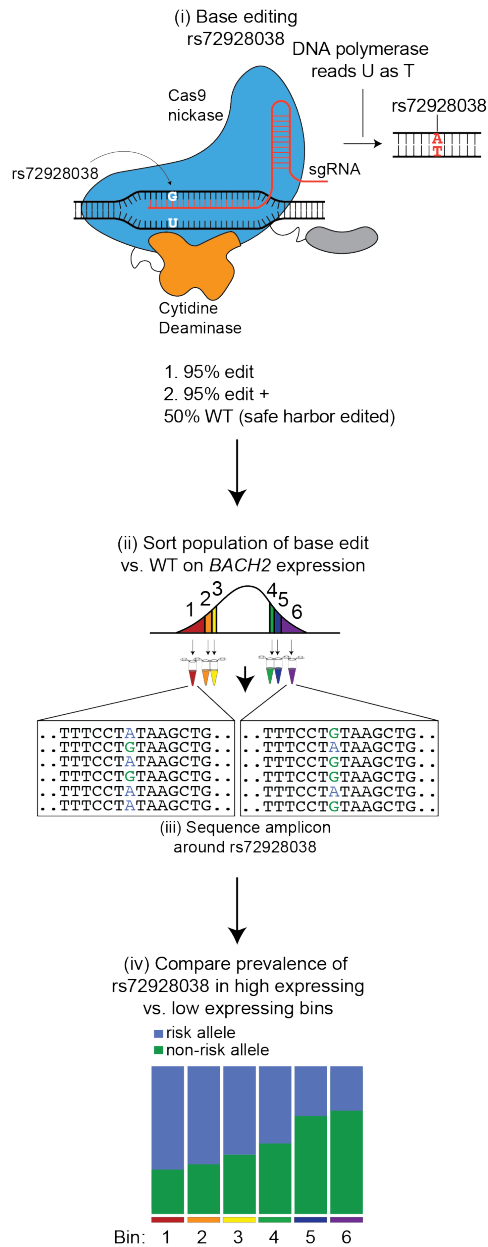 (i) Base editing
rs72928038
DNA polymerase
reads U as T
Cas9
nickase
rs72928038
A
T
sgRNA
rs72928038
G
U
Cytidine
Deaminase
1. 95% edit
2. 95% edit +
50% WT (safe harbor edited)
(ii) Sort population of base edit
vs. WT on BACH2 expression
1 2 3 4 5 6
..TTTCCTATAAGCTG..
..TTTCCTGTAAGCTG..
..TTTCCTATAAGCTG..
..TTTCCTGTAAGCTG..
..TTTCCTATAAGCTG..
..TTTCCTATAAGCTG..
..TTTCCTGTAAGCTG..
..TTTCCTATAAGCTG..
..TTTCCTGTAAGCTG..
..TTTCCTGTAAGCTG..
..TTTCCTATAAGCTG..
..TTTCCTGTAAGCTG..
(iii) Sequence amplicon
around rs72928038
(iv) Compare prevalence of
rs72928038 in high expressing
vs. low expressing bins
risk allele
non-risk allele
Bin: 1 2 3 4 5 6